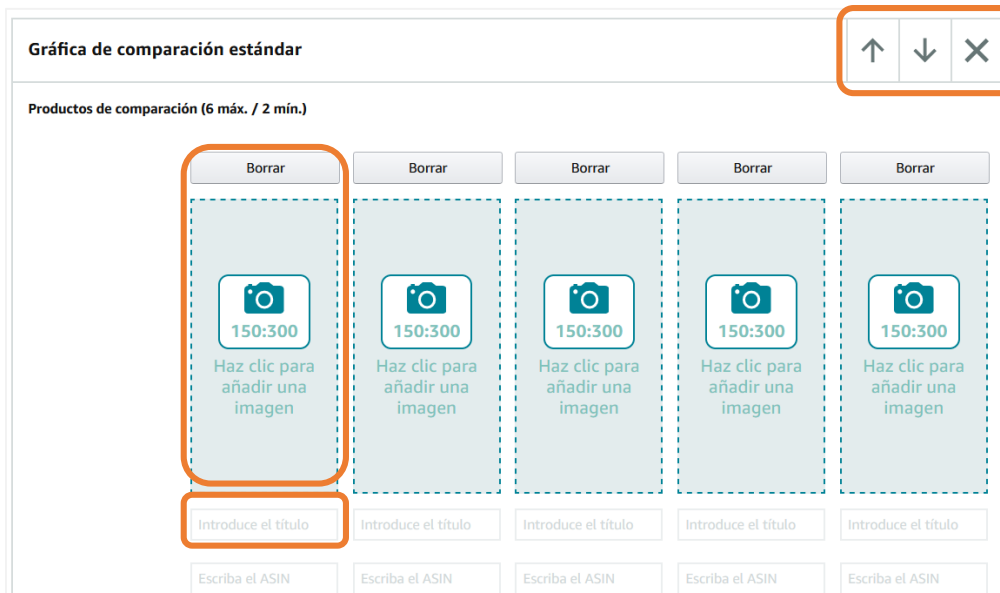 Gráfica de comparación estándar
Productos de comparación (6 máx. / 2 mín.)
Borrar Borrar Borrar Borrar Borrar
150:300 150:300 150:300 150:300 150:300
Haz clic para Haz clic para Haz clic para Haz clic para Haz clic para
añadir una añadir una añadir una añadir una añadir una
imagen imagen imagen imagen imagen
Introduce el título Introduce el título Introduce el título Introduce el título Introduce el título
Escriba el ASIN Escriba el ASIN Escriba el ASIN Escriba el ASIN Escriba el ASIN